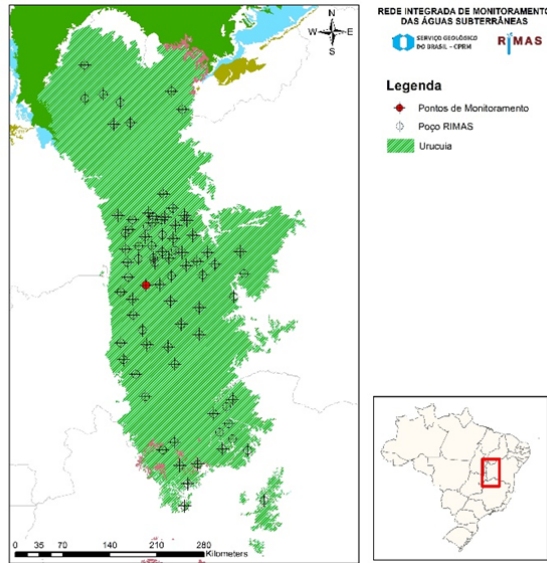 REDE INTEGRADA DE MONITORAMENTO
DAS ÁGUAS SUBTERRÂNEAS
SERVIÇO GEOLÓGICO
DO BRASIL – CPRM
RIMAS
N
W E
S
Legenda
Pontos de Monitoramento
Poço RIMAS
Urucuia
0 35 70 140 210 280
Kilometers